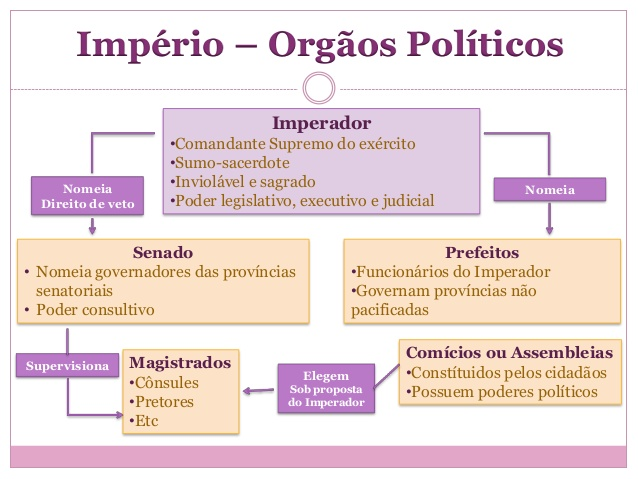 Império – Orgãos Políticos
Imperador
•Comandante Supremo do exército
•Sumo-sacerdote
•Inviolável e sagrado
•Poder legislativo, executivo e judicial
Nomeia
Direito de veto
Nomeia
Senado
• Nomeia governadores das províncias
senatoriais
• Poder consultivo
Prefeitos
•Funcionários do Imperador
•Governam províncias não
pacificadas
Supervisiona
Magistrados
•Cônsules
•Pretores
•Etc
Elegem
Sob proposta
do Imperador
Comícios ou Assembleias
•Constítuidos pelos cidadãos
•Possuem poderes políticos